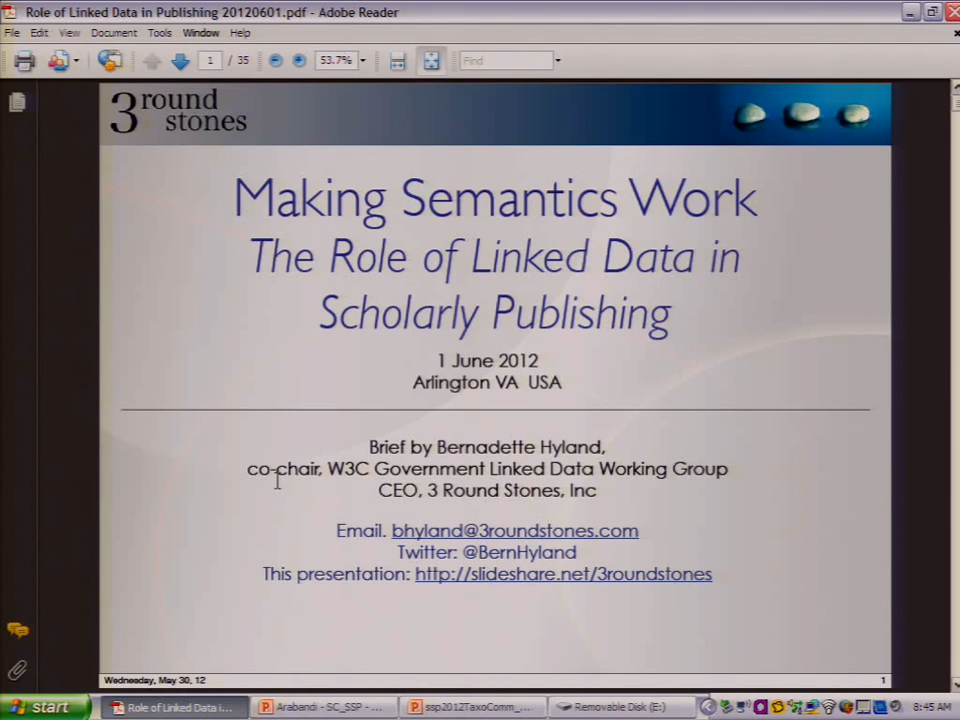 Role of Linked Data in Publishing 20120601.pdf - Adobe Reader
File Edit View Document Tools Window Help
1 / 35 53.7% Find
3 round stones
Making Semantics Work
The Role of Linked Data in
Scholarly Publishing
1 June 2012
Arlington VA USA
Brief by Bernadette Hyland,
co-chair, W3C Government Linked Data Working Group
CEO, 3 Round Stones, Inc
Email. bhyland@3roundstones.com
Twitter: @BernHyland
This presentation: http://slideshare.net/3roundstones
Wednesday, May 30, 12 1
start Role of Linked Data i... Arabandi - SC_SSP - ... ssp2012TaxoComm_... Removable Disk (E:) 8:45 AM